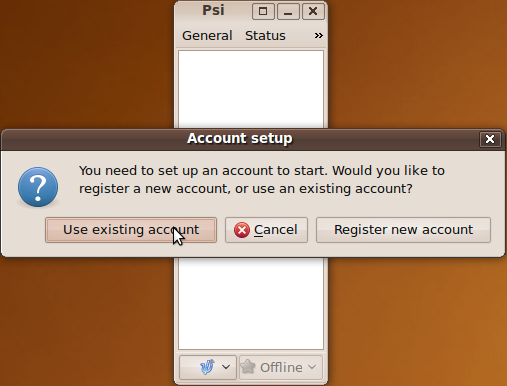 Psi
General Status »
Account setup
You need to set up an account to start. Would you like to
register a new account, or use an existing account?
Use existing account Cancel Register new account
Offline